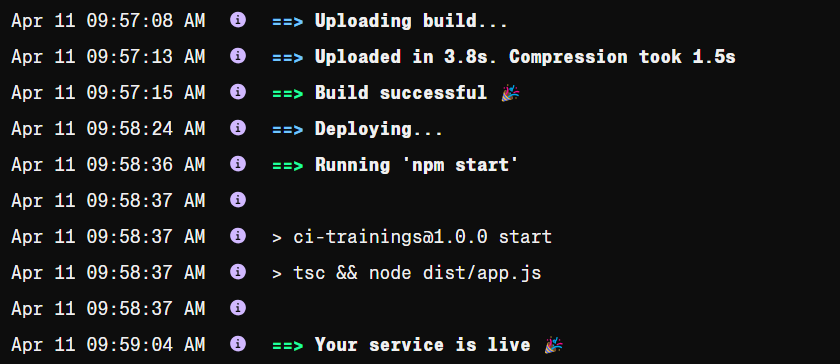 Apr 11 09:57:08 AM ==> Uploading build...
Apr 11 09:57:13 AM ==> Uploaded in 3.8s. Compression took 1.5s
Apr 11 09:57:15 AM ==> Build successful 🎉
Apr 11 09:58:24 AM ==> Deploying...
Apr 11 09:58:36 AM ==> Running 'npm start'
Apr 11 09:58:37 AM
Apr 11 09:58:37 AM > ci-trainings@1.0.0 start
Apr 11 09:58:37 AM > tsc && node dist/app.js
Apr 11 09:58:37 AM
Apr 11 09:59:04 AM ==> Your service is live 🎉